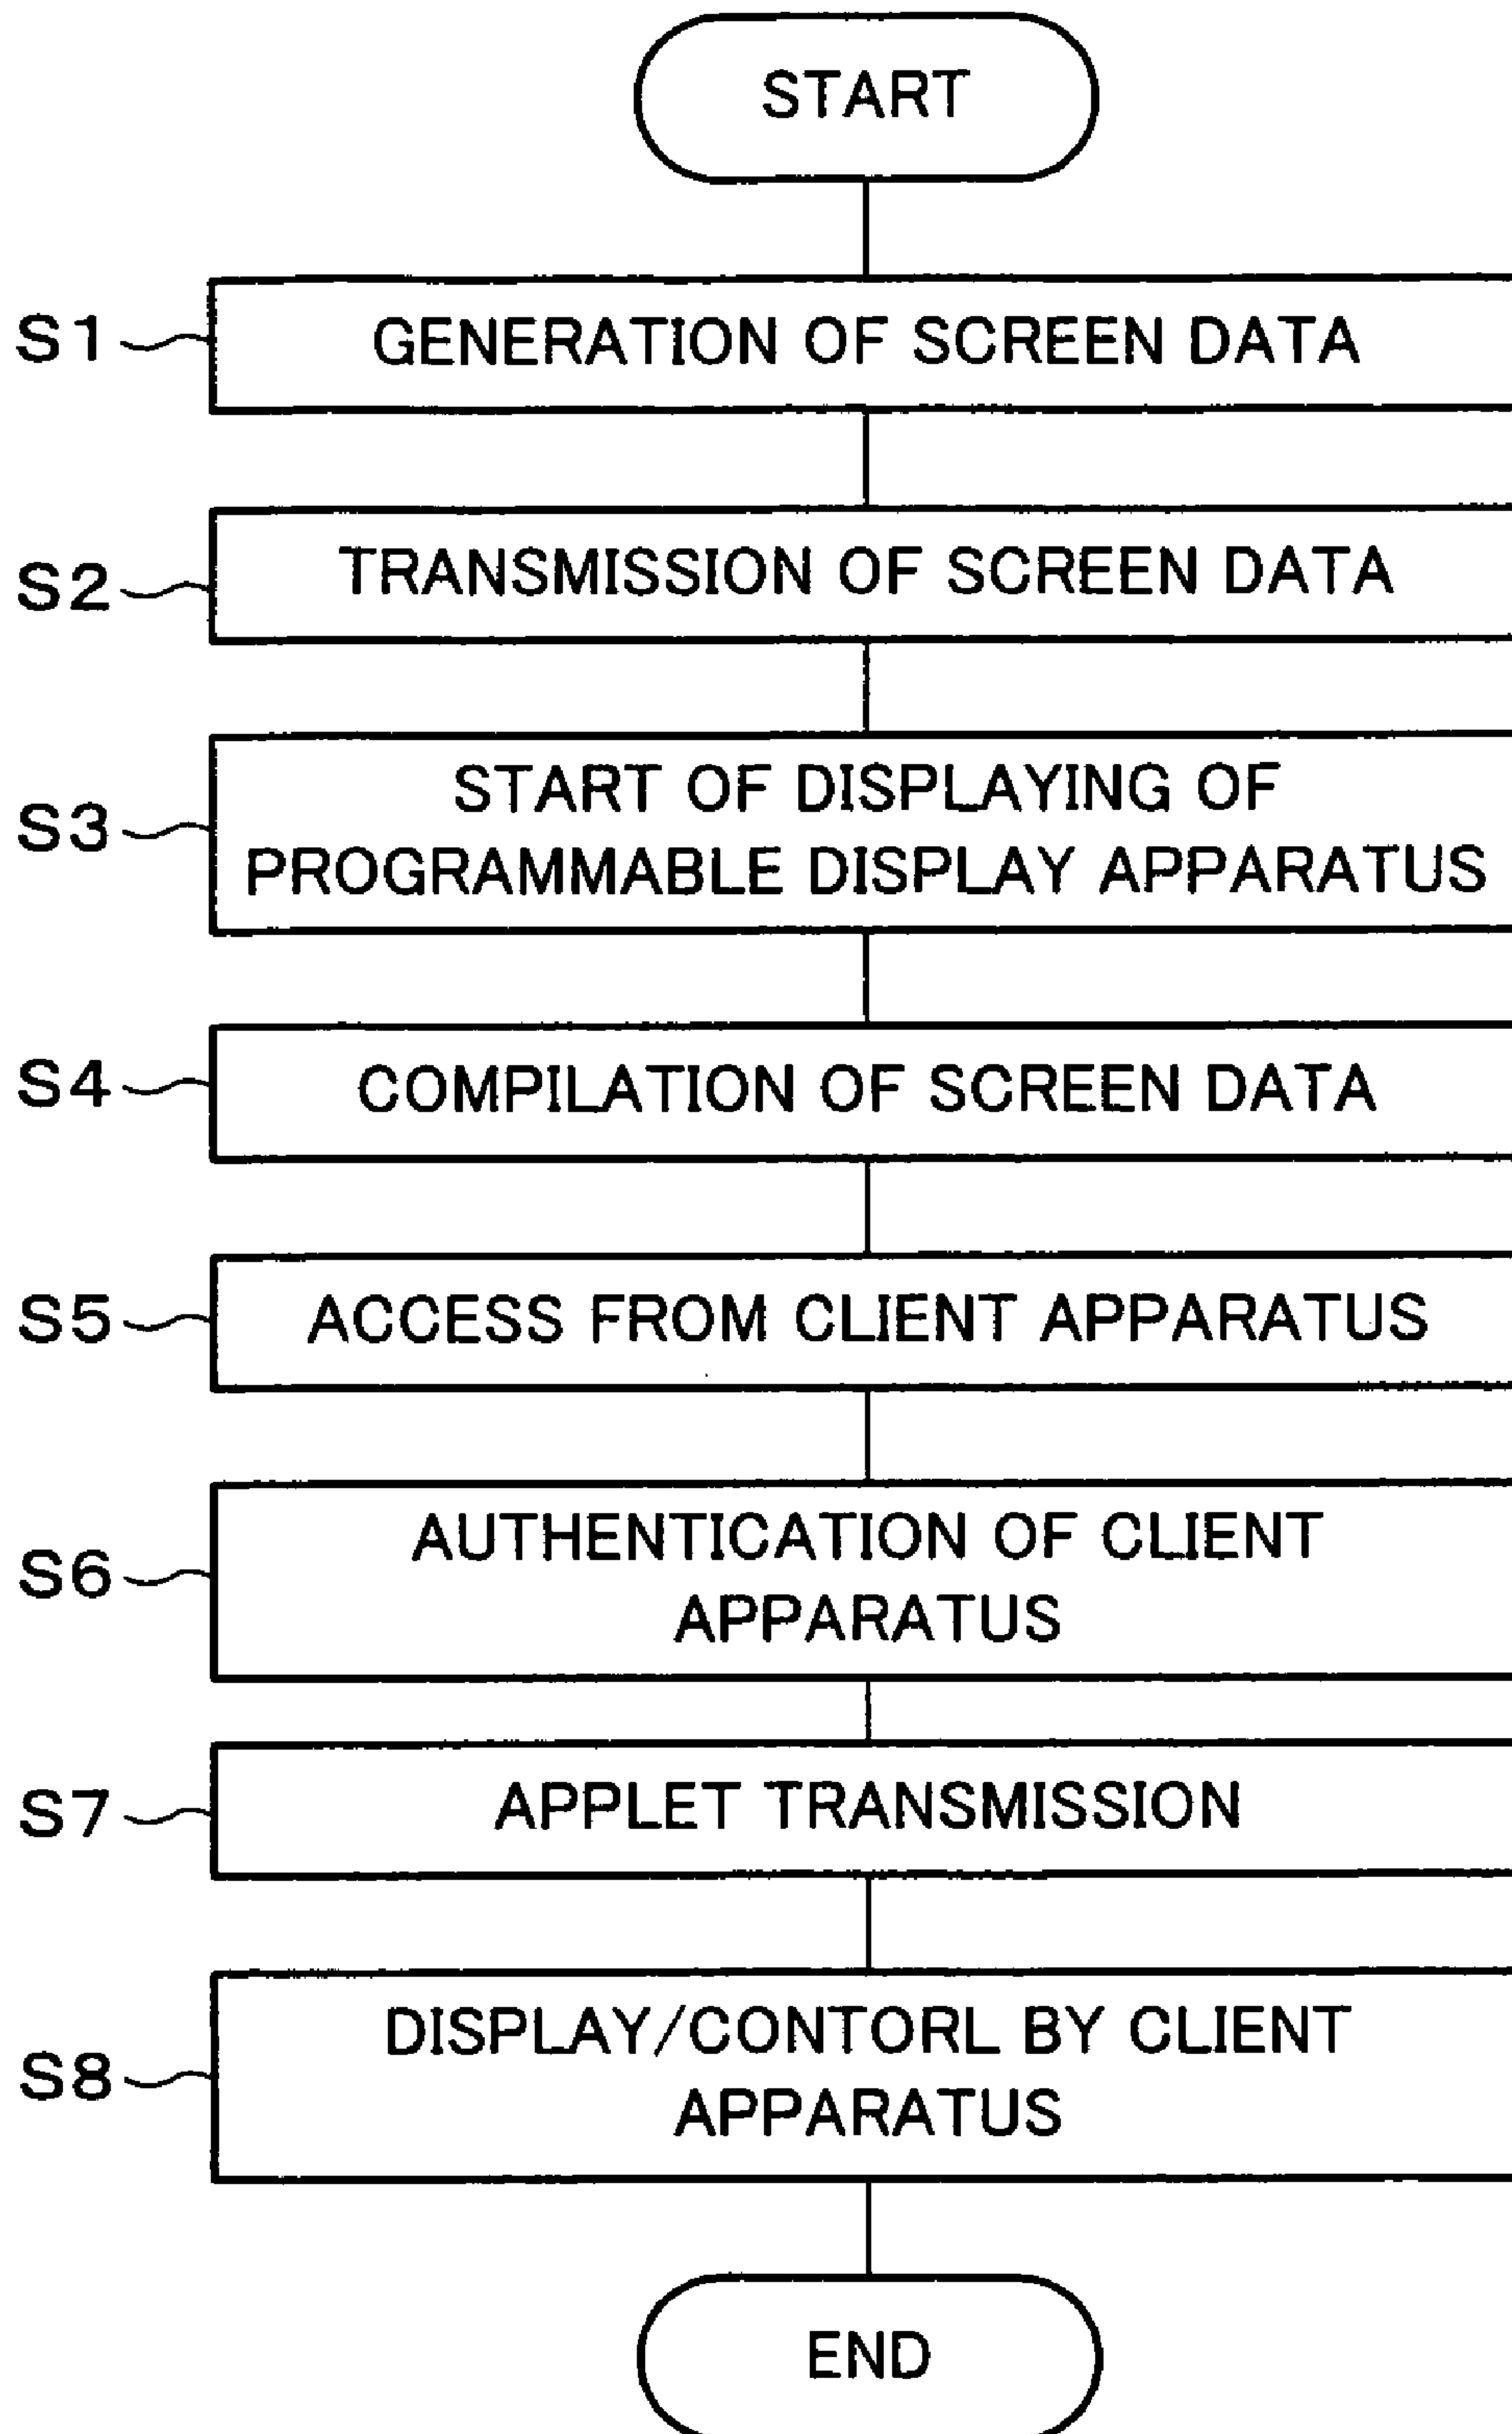 START
S1 GENERATION OF SCREEN DATA
S2 TRANSMISSION OF SCREEN DATA
S3 START OF DISPLAYING OF
PROGRAMMABLE DISPLAY APPARATUS
S4 COMPILATION OF SCREEN DATA
S5 ACCESS FROM CLIENT APPARATUS
S6 AUTHENTICATION OF CLIENT
APPARATUS
S7 APPLET TRANSMISSION
S8 DISPLAY/CONTORL BY CLIENT
APPARATUS
END